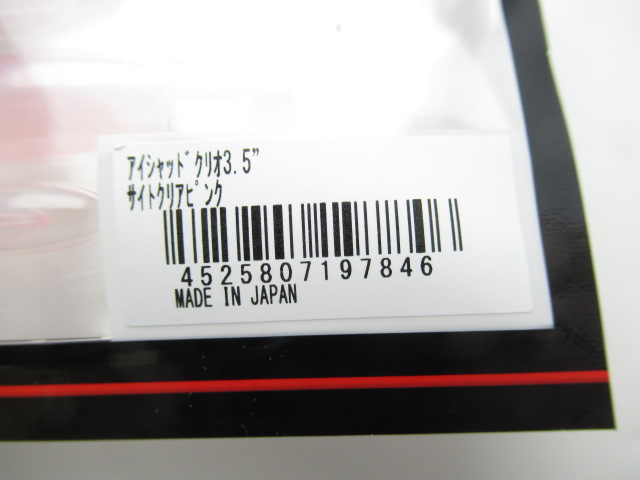 ｱｲｼｬｯﾄﾞｸﾘｵ3.5"
ｻｲﾄｸﾘｱﾋﾟﾝｸ
4525807197846
MADE IN JAPAN